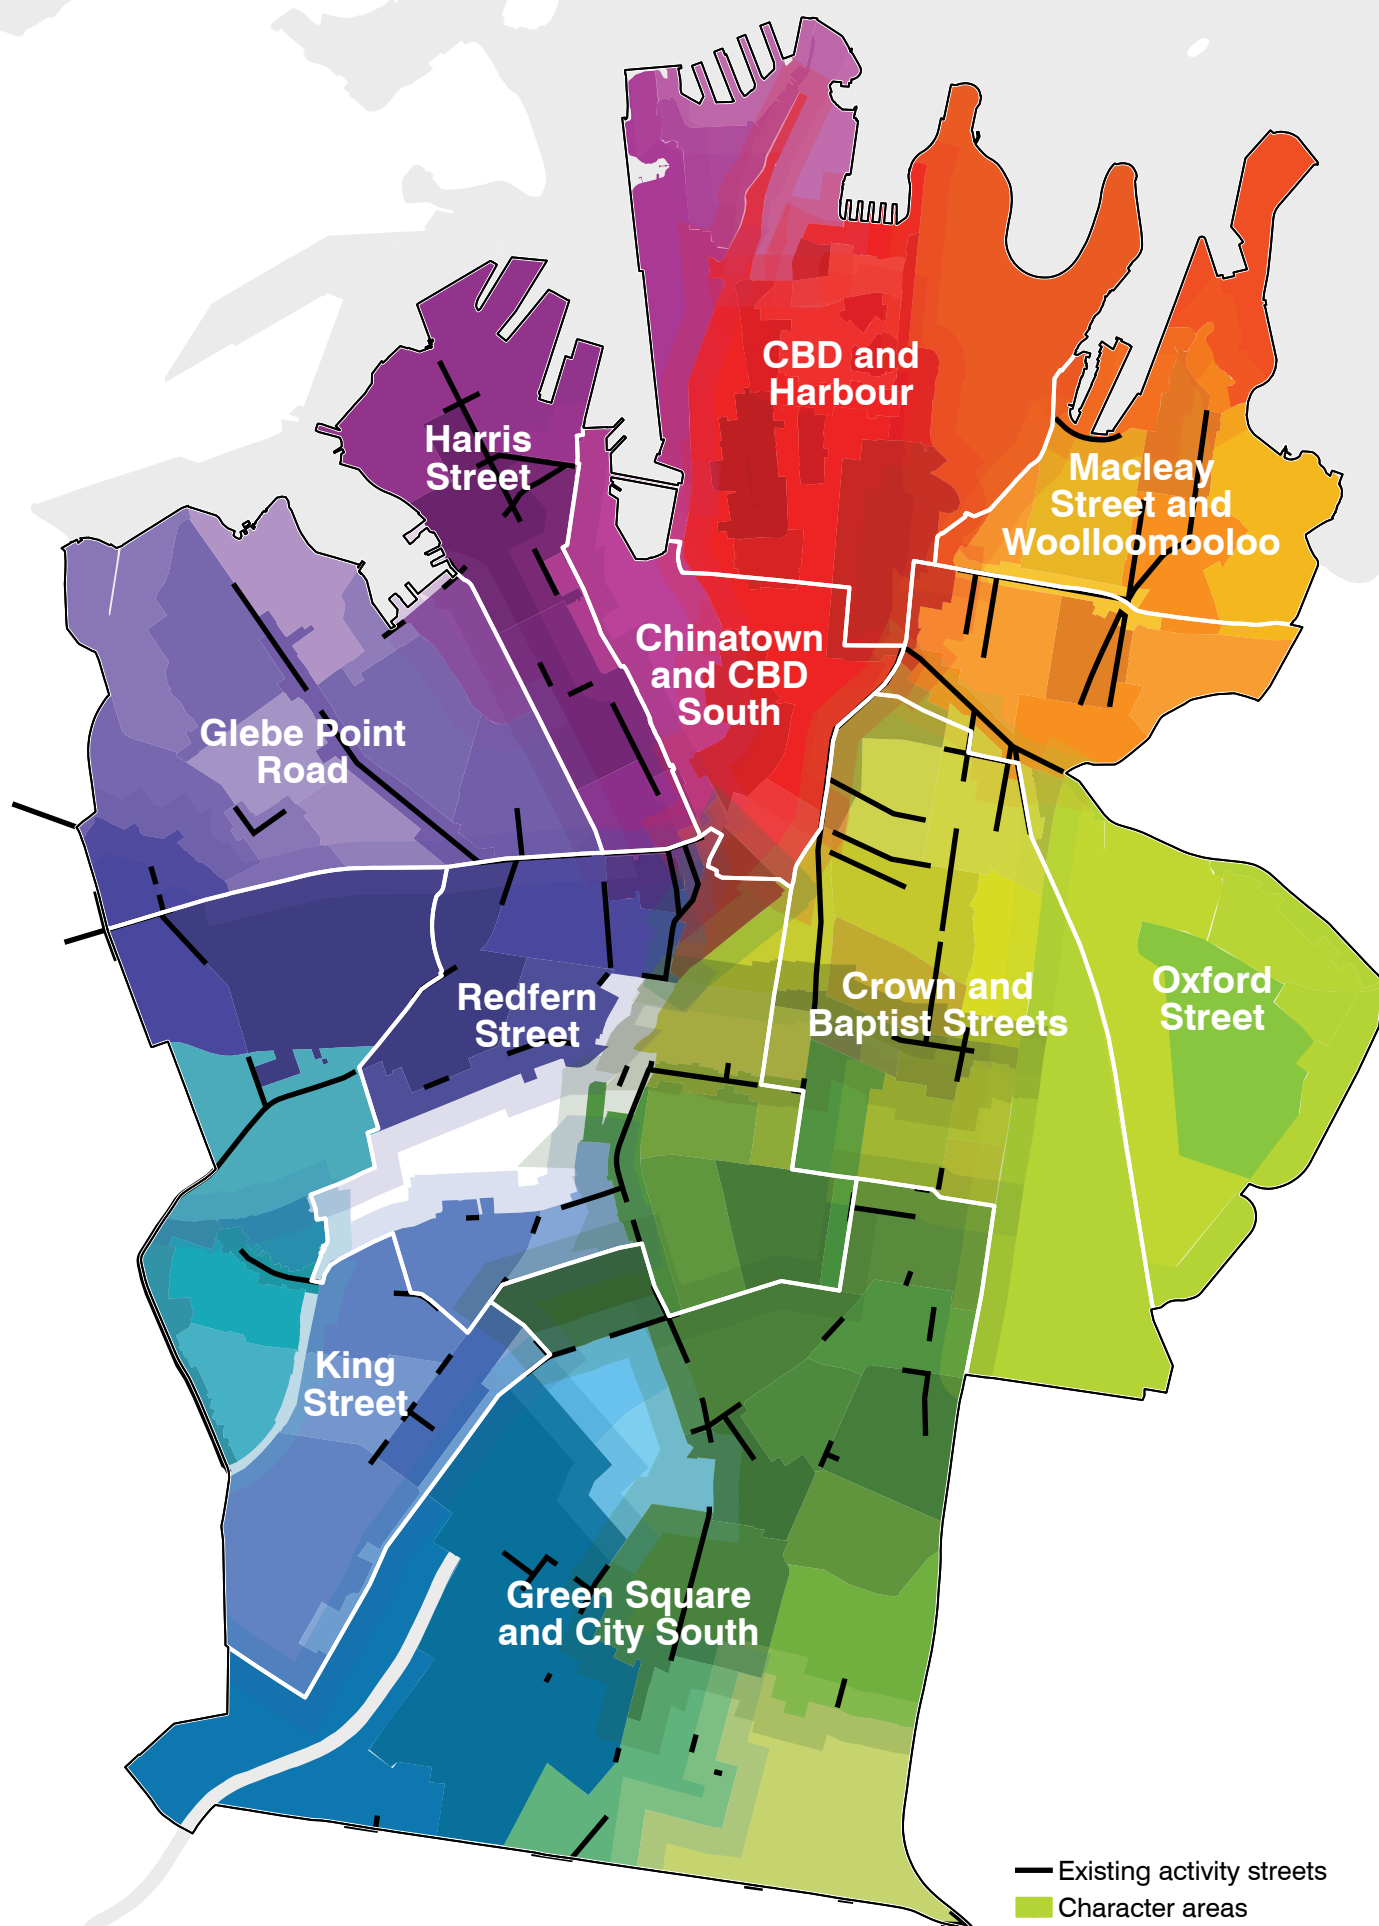 CBD and
Harbour
Harris
Street
Macleay
Street and
Woolloomooloo
Chinatown
and CBD
South
Glebe Point
Road
Redfern
Street
Crown and
Baptist Streets
Oxford
Street
King
Street
Green Square
and City South
Existing activity streets
Character areas